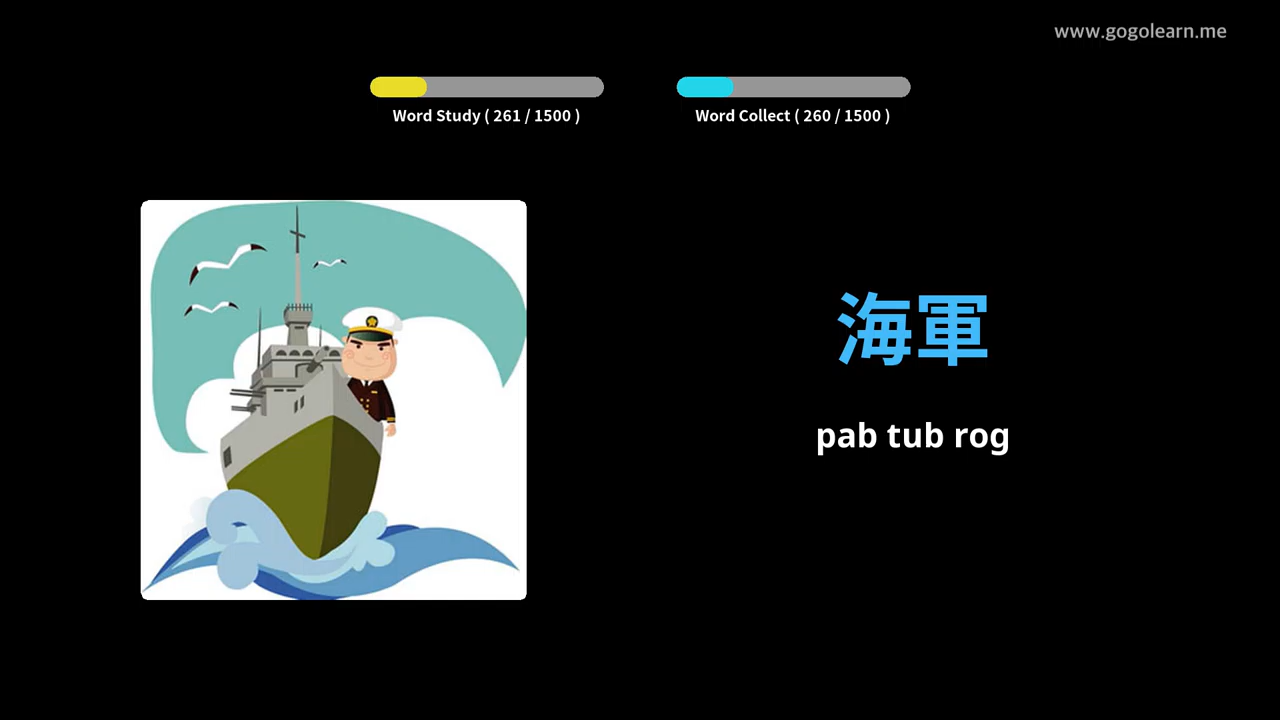 www.gogolearn.me
Word Study ( 261 / 1500 )
Word Collect ( 260 / 1500 )
海軍
pab tub rog